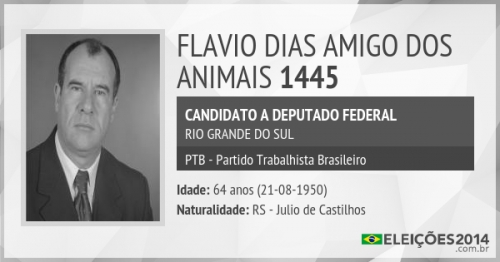 FLAVIO DIAS AMIGO DOS
ANIMAIS 1445
CANDIDATO A DEPUTADO FEDERAL
RIO GRANDE DO SUL
PTB - Partido Trabalhista Brasileiro
Idade: 64 anos (21-08-1950)
Naturalidade: RS - Julio de Castilhos
ELEIÇÕES2014
.com.br